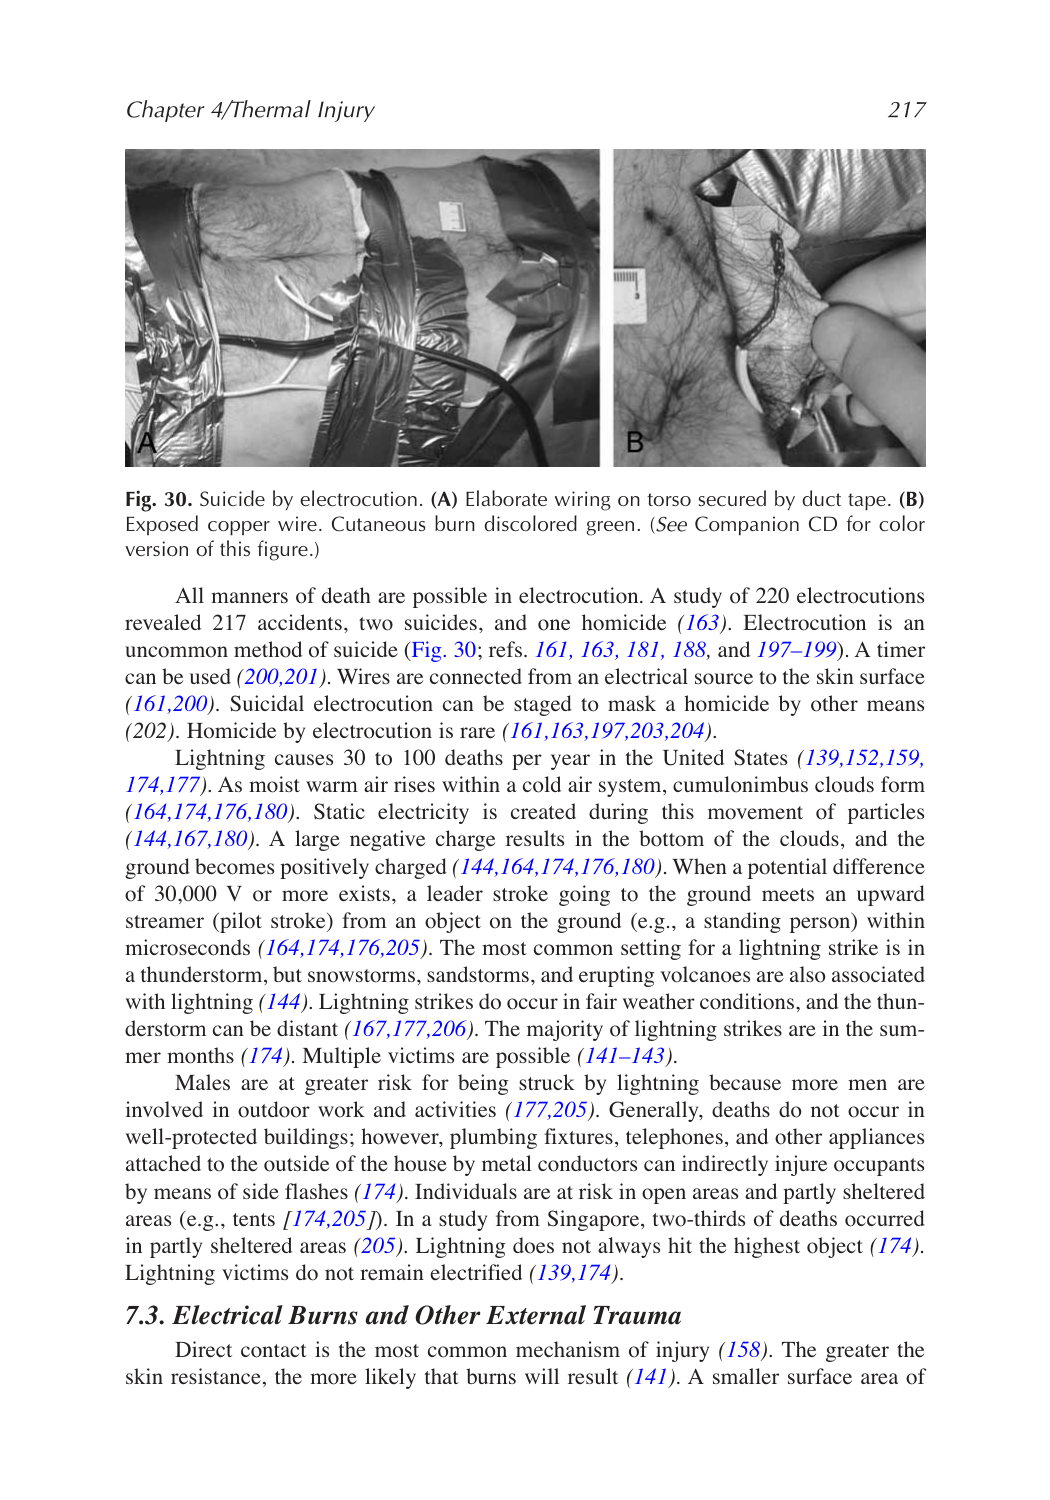 Chapter 4/Thermal Injury 217
A
B
Fig. 30. Suicide by electrocution. (A) Elaborate wiring on torso secured by duct tape. (B)
Exposed copper wire. Cutaneous burn discolored green. (See Companion CD for color
version of this figure.)
All manners of death are possible in electrocution. A study of 220 electrocutions
revealed 217 accidents, two suicides, and one homicide (163). Electrocution is an
uncommon method of suicide (Fig. 30; refs. 161, 163, 181, 188, and 197–199). A timer
can be used (200,201). Wires are connected from an electrical source to the skin surface
(161,200). Suicidal electrocution can be staged to mask a homicide by other means
(202). Homicide by electrocution is rare (161,163,197,203,204).
Lightning causes 30 to 100 deaths per year in the United States (139,152,159,
174,177). As moist warm air rises within a cold air system, cumulonimbus clouds form
(164,174,176,180). Static electricity is created during this movement of particles
(144,167,180). A large negative charge results in the bottom of the clouds, and the
ground becomes positively charged (144,164,174,176,180). When a potential difference
of 30,000 V or more exists, a leader stroke going to the ground meets an upward
streamer (pilot stroke) from an object on the ground (e.g., a standing person) within
microseconds (164,174,176,205). The most common setting for a lightning strike is in
a thunderstorm, but snowstorms, sandstorms, and erupting volcanoes are also associated
with lightning (144). Lightning strikes do occur in fair weather conditions, and the thun-
derstorm can be distant (167,177,206). The majority of lightning strikes are in the sum-
mer months (174). Multiple victims are possible (141–143).
Males are at greater risk for being struck by lightning because more men are
involved in outdoor work and activities (177,205). Generally, deaths do not occur in
well-protected buildings; however, plumbing fixtures, telephones, and other appliances
attached to the outside of the house by metal conductors can indirectly injure occupants
by means of side flashes (174). Individuals are at risk in open areas and partly sheltered
areas (e.g., tents [174,205]). In a study from Singapore, two-thirds of deaths occurred
in partly sheltered areas (205). Lightning does not always hit the highest object (174).
Lightning victims do not remain electrified (139,174).
7.3. Electrical Burns and Other External Trauma
Direct contact is the most common mechanism of injury (158). The greater the
skin resistance, the more likely that burns will result (141). A smaller surface area of